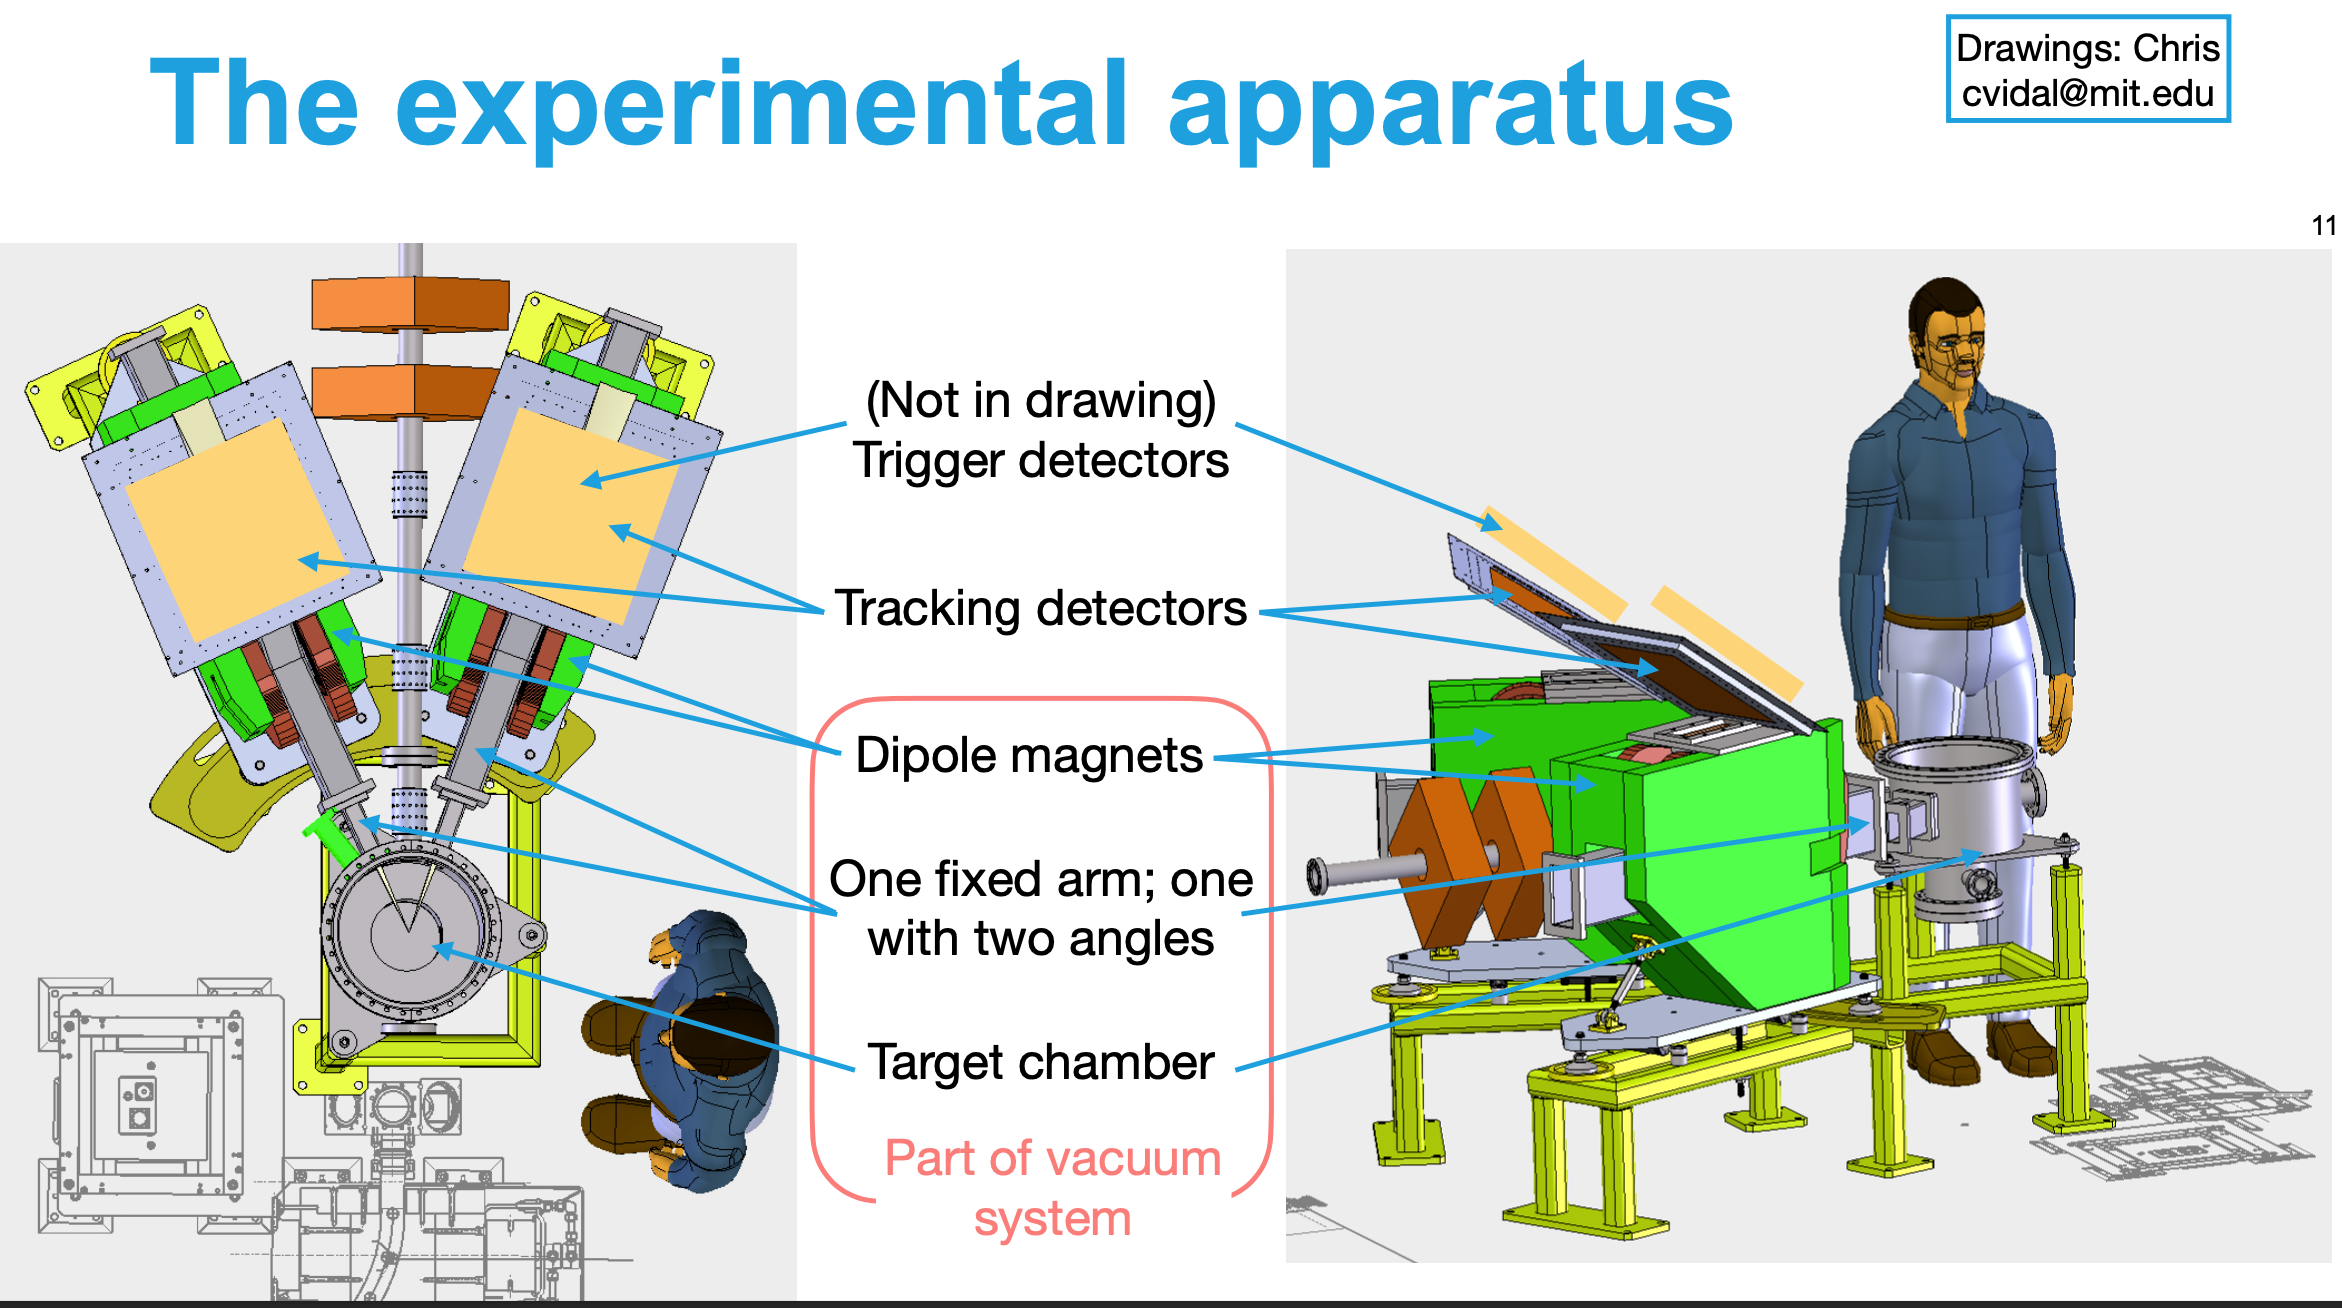 The experimental apparatus
Drawings: Chris
cvidal@mit.edu
11
(Not in drawing)
Trigger detectors
Tracking detectors
Dipole magnets
One fixed arm; one
with two angles
Target chamber
Part of vacuum
system